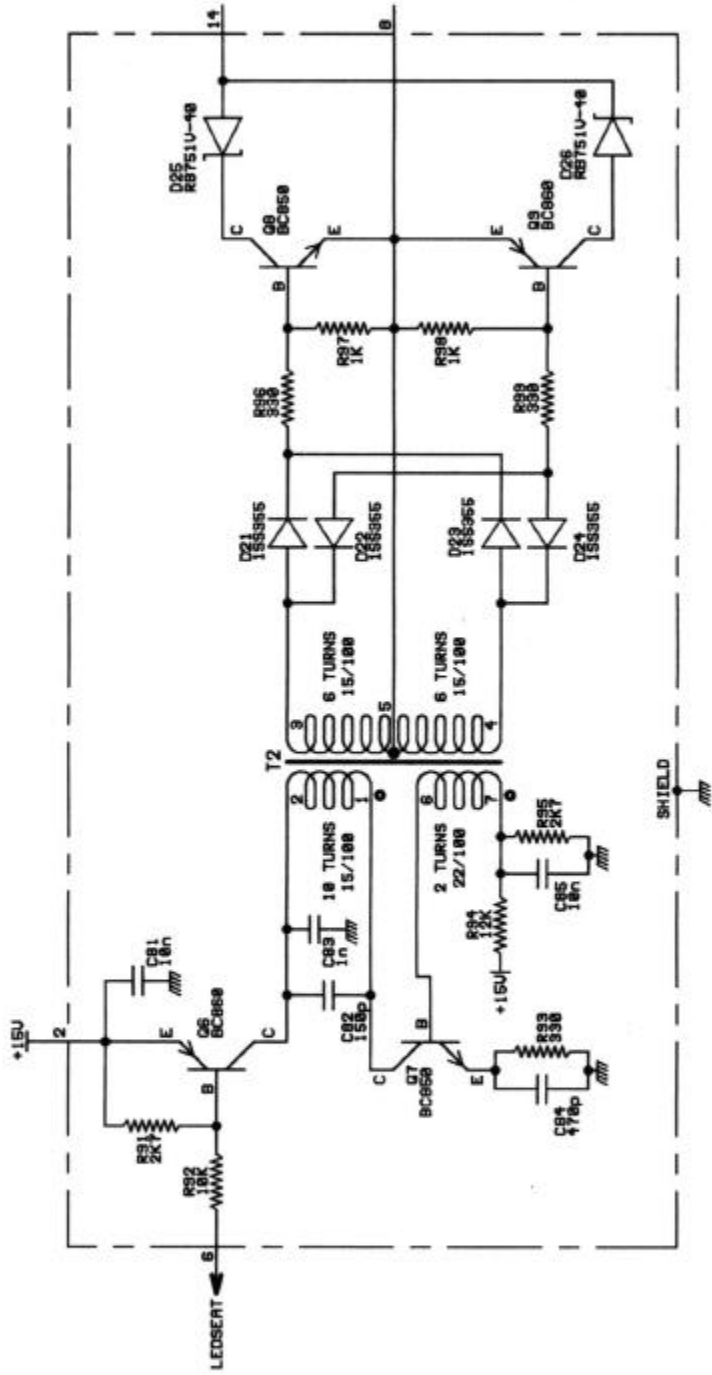 +15V
2
14
C81
10n
D25
RB751V-40
R91
2K7
E
Q6
BC860
B
C
R92
10K
6
LEDSEAT
C
Q8
BC850
B
E
D21
1SS355
R96
330
T2
2
3
10 TURNS
15/100
6 TURNS
15/100
D22
1SS355
R97
1K
C83
1n
C82
150p
1
5
8
C
Q7
BC850
B
E
6
2 TURNS
22/100
6 TURNS
15/100
R98
1K
D23
1SS355
R99
330
7
4
+15V
R94
12K
E
Q9
BC860
B
C
D24
1SS355
C84
470p
R93
330
C85
10n
R95
2K7
D26
RB751V-40
SHIELD